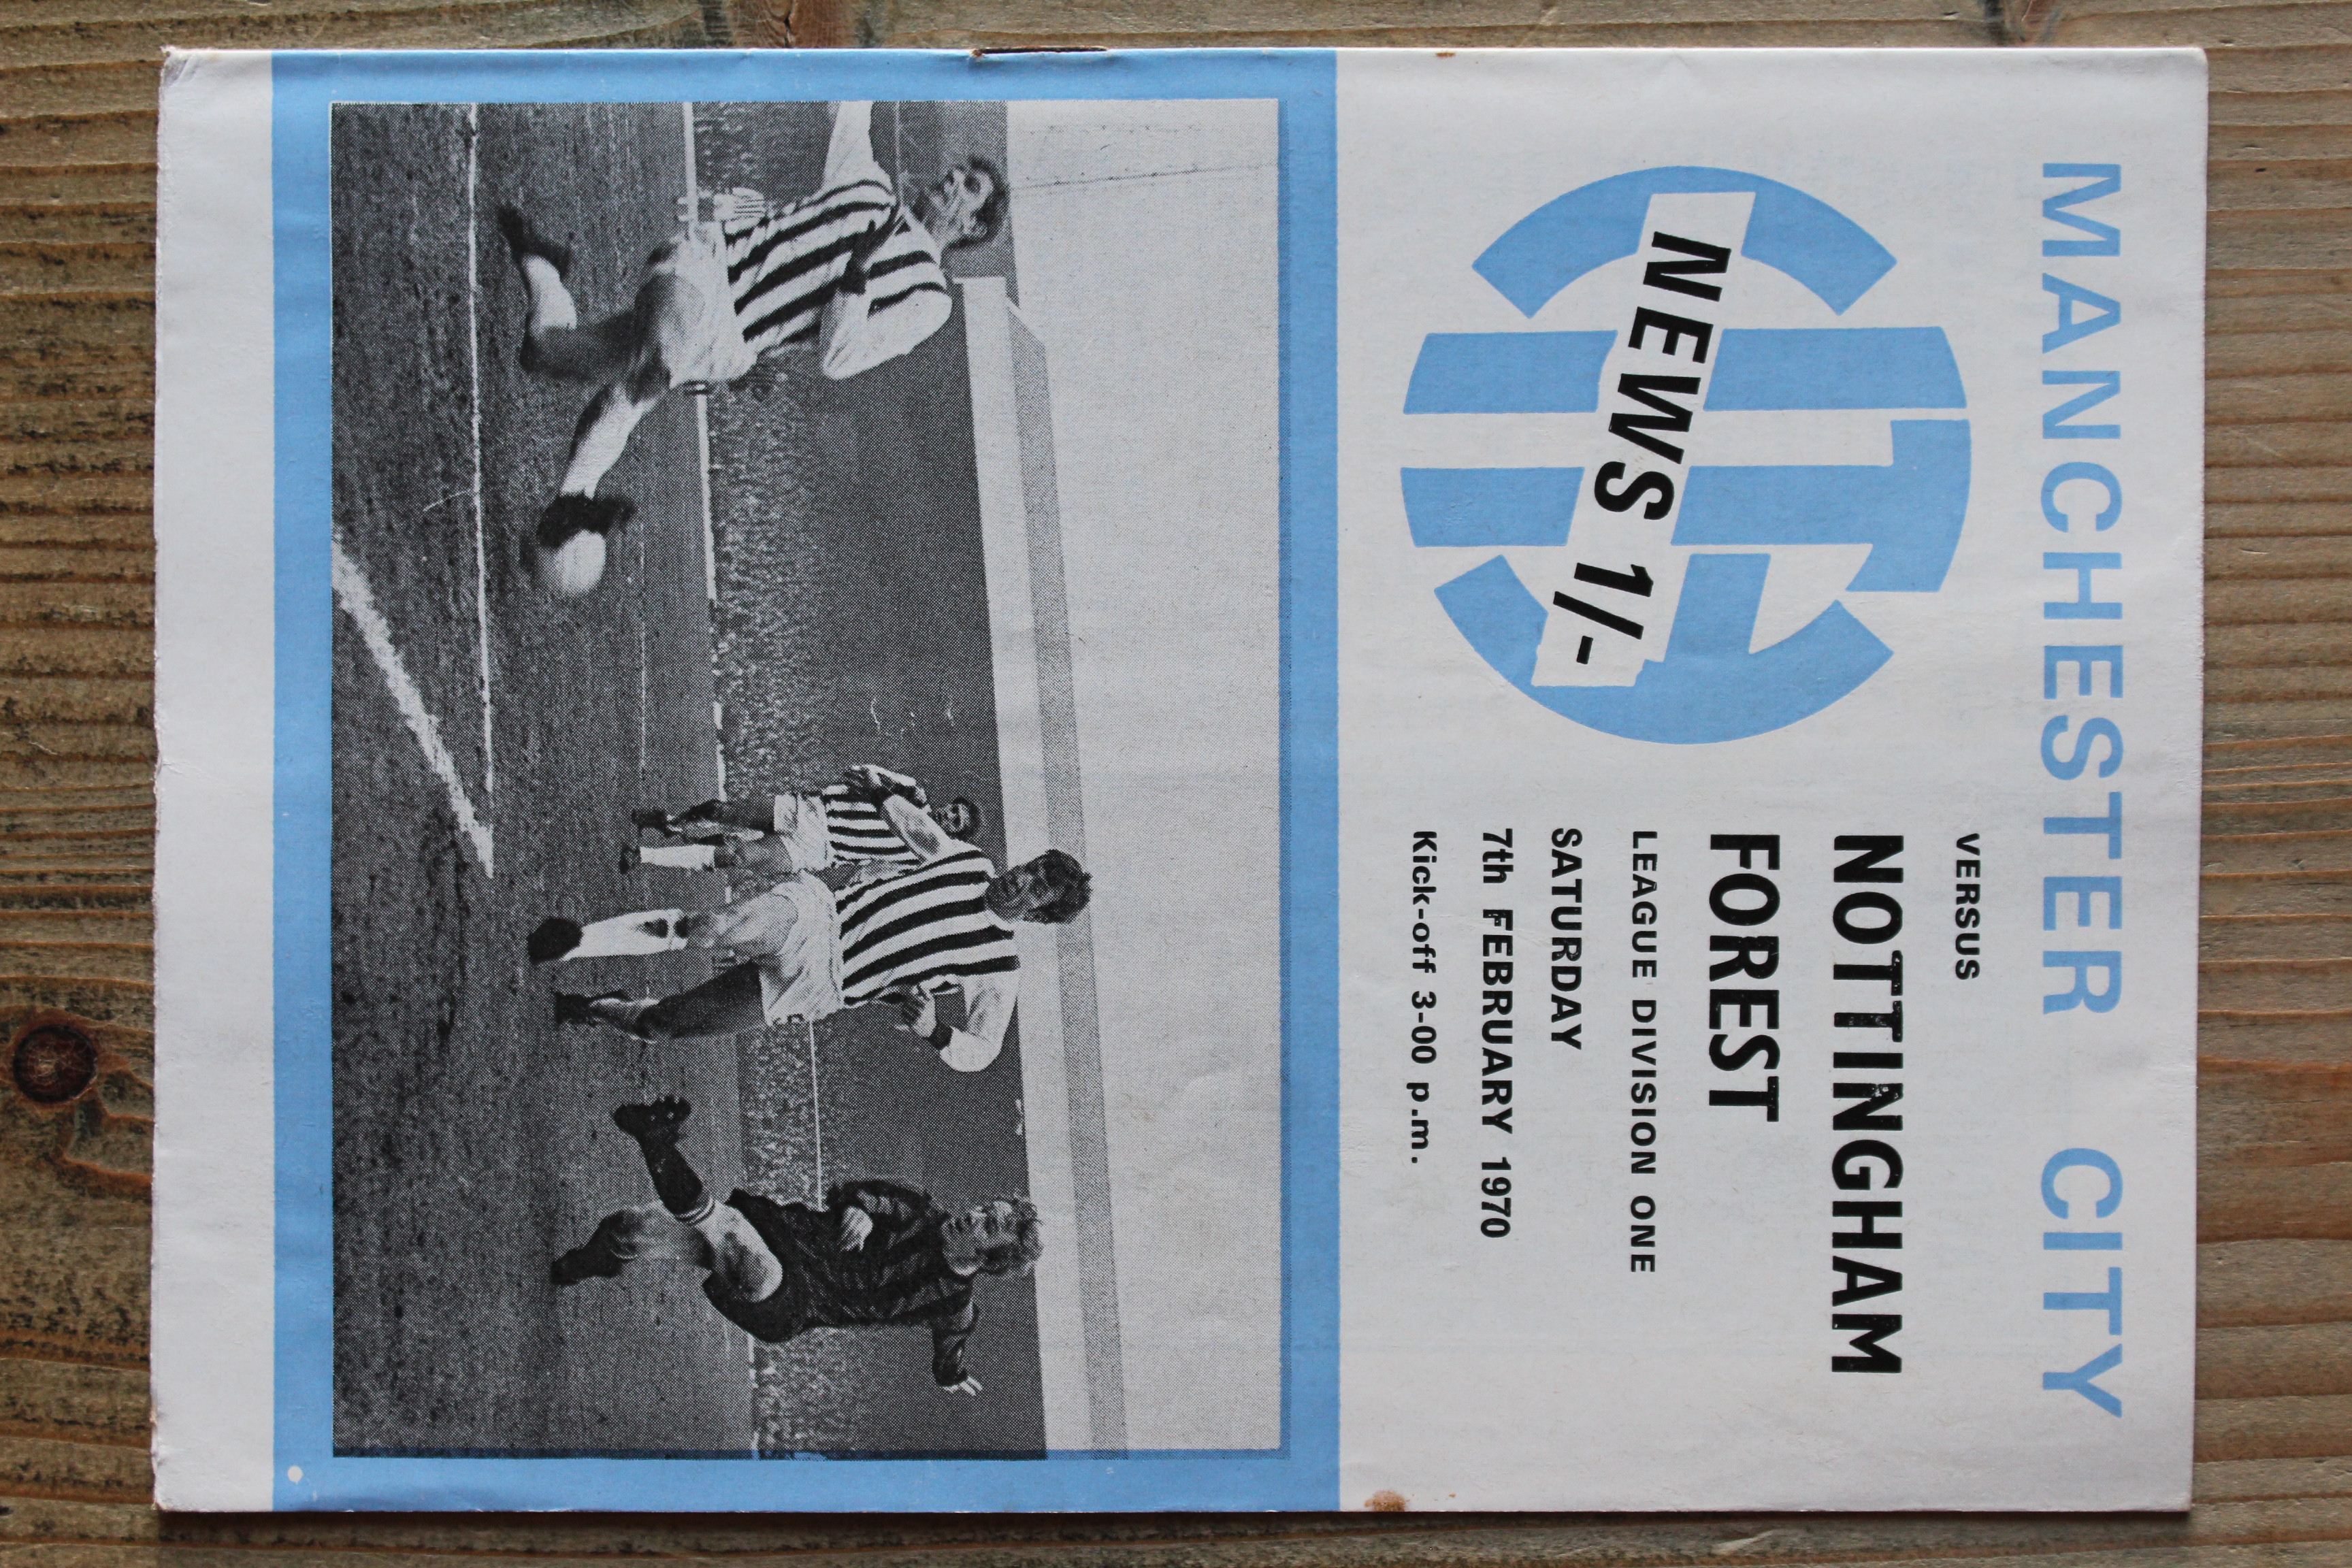 MANCHESTER CITY
NEWS 1/-
VERSUS
NOTTINGHAM
FOREST
LEAGUE DIVISION ONE
SATURDAY
7th FEBRUARY 1970
Kick-off 3-00 p.m.